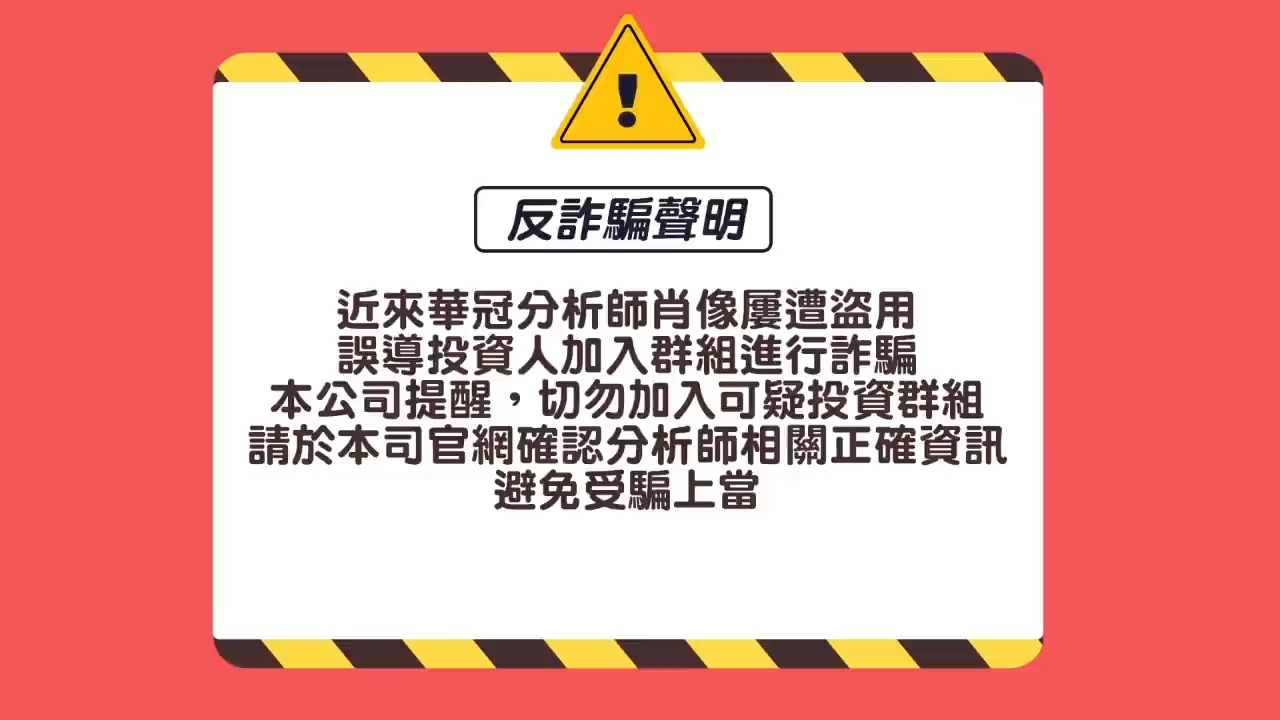 反詐騙聲明
近來華冠分析師肖像屢遭盜用
誤導投資人加入群組進行詐騙
本公司提醒，切勿加入可疑投資群組
請於本司官網確認分析師相關正確資訊
避免受騙上當